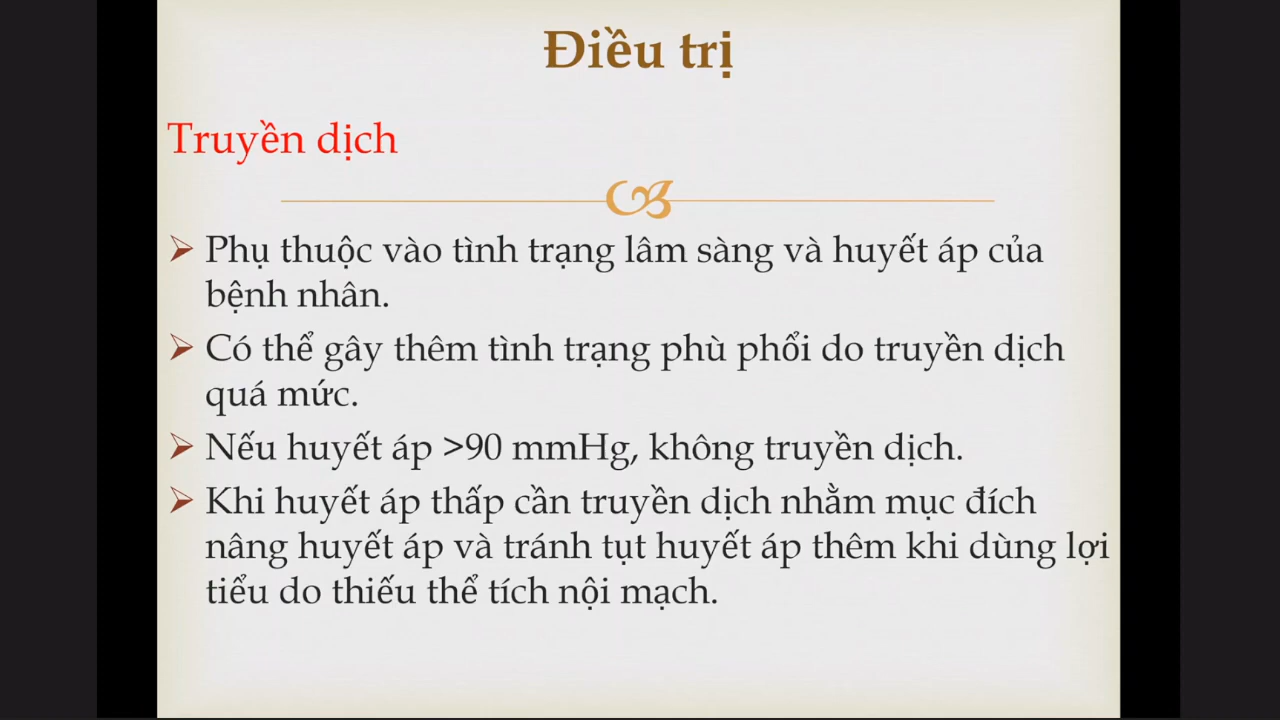 Điều trị
Truyền dịch
Phụ thuộc vào tình trạng lâm sàng và huyết áp của
bệnh nhân.
Có thể gây thêm tình trạng phù phổi do truyền dịch
quá mức.
Nếu huyết áp >90 mmHg, không truyền dịch.
Khi huyết áp thấp cần truyền dịch nhằm mục đích
nâng huyết áp và tránh tụt huyết áp thêm khi dùng lợi
tiểu do thiếu thể tích nội mạch.